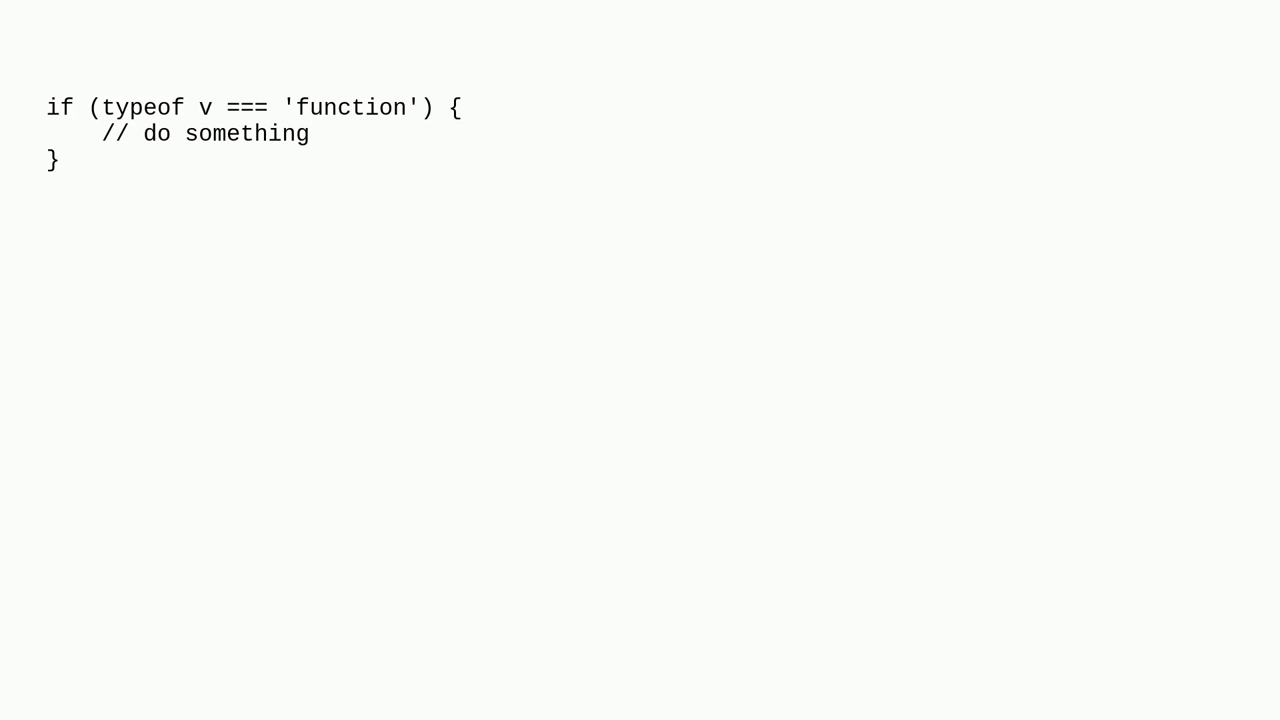 if (typeof v === 'function') {
    // do something
}